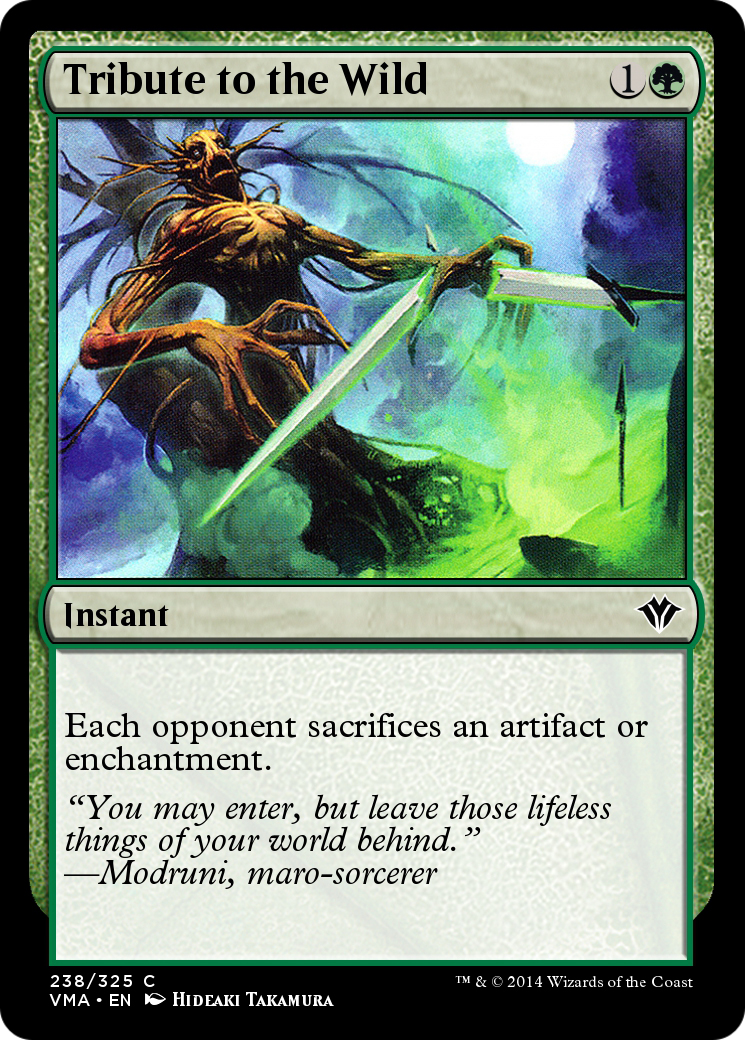 Tribute to the Wild 1
Instant
Each opponent sacrifices an artifact or
enchantment.
“You may enter, but leave those lifeless
things of your world behind.”
—Modruni, maro-sorcerer
238/325 C
VMA • EN Hideaki Takamura
™ & © 2014 Wizards of the Coast